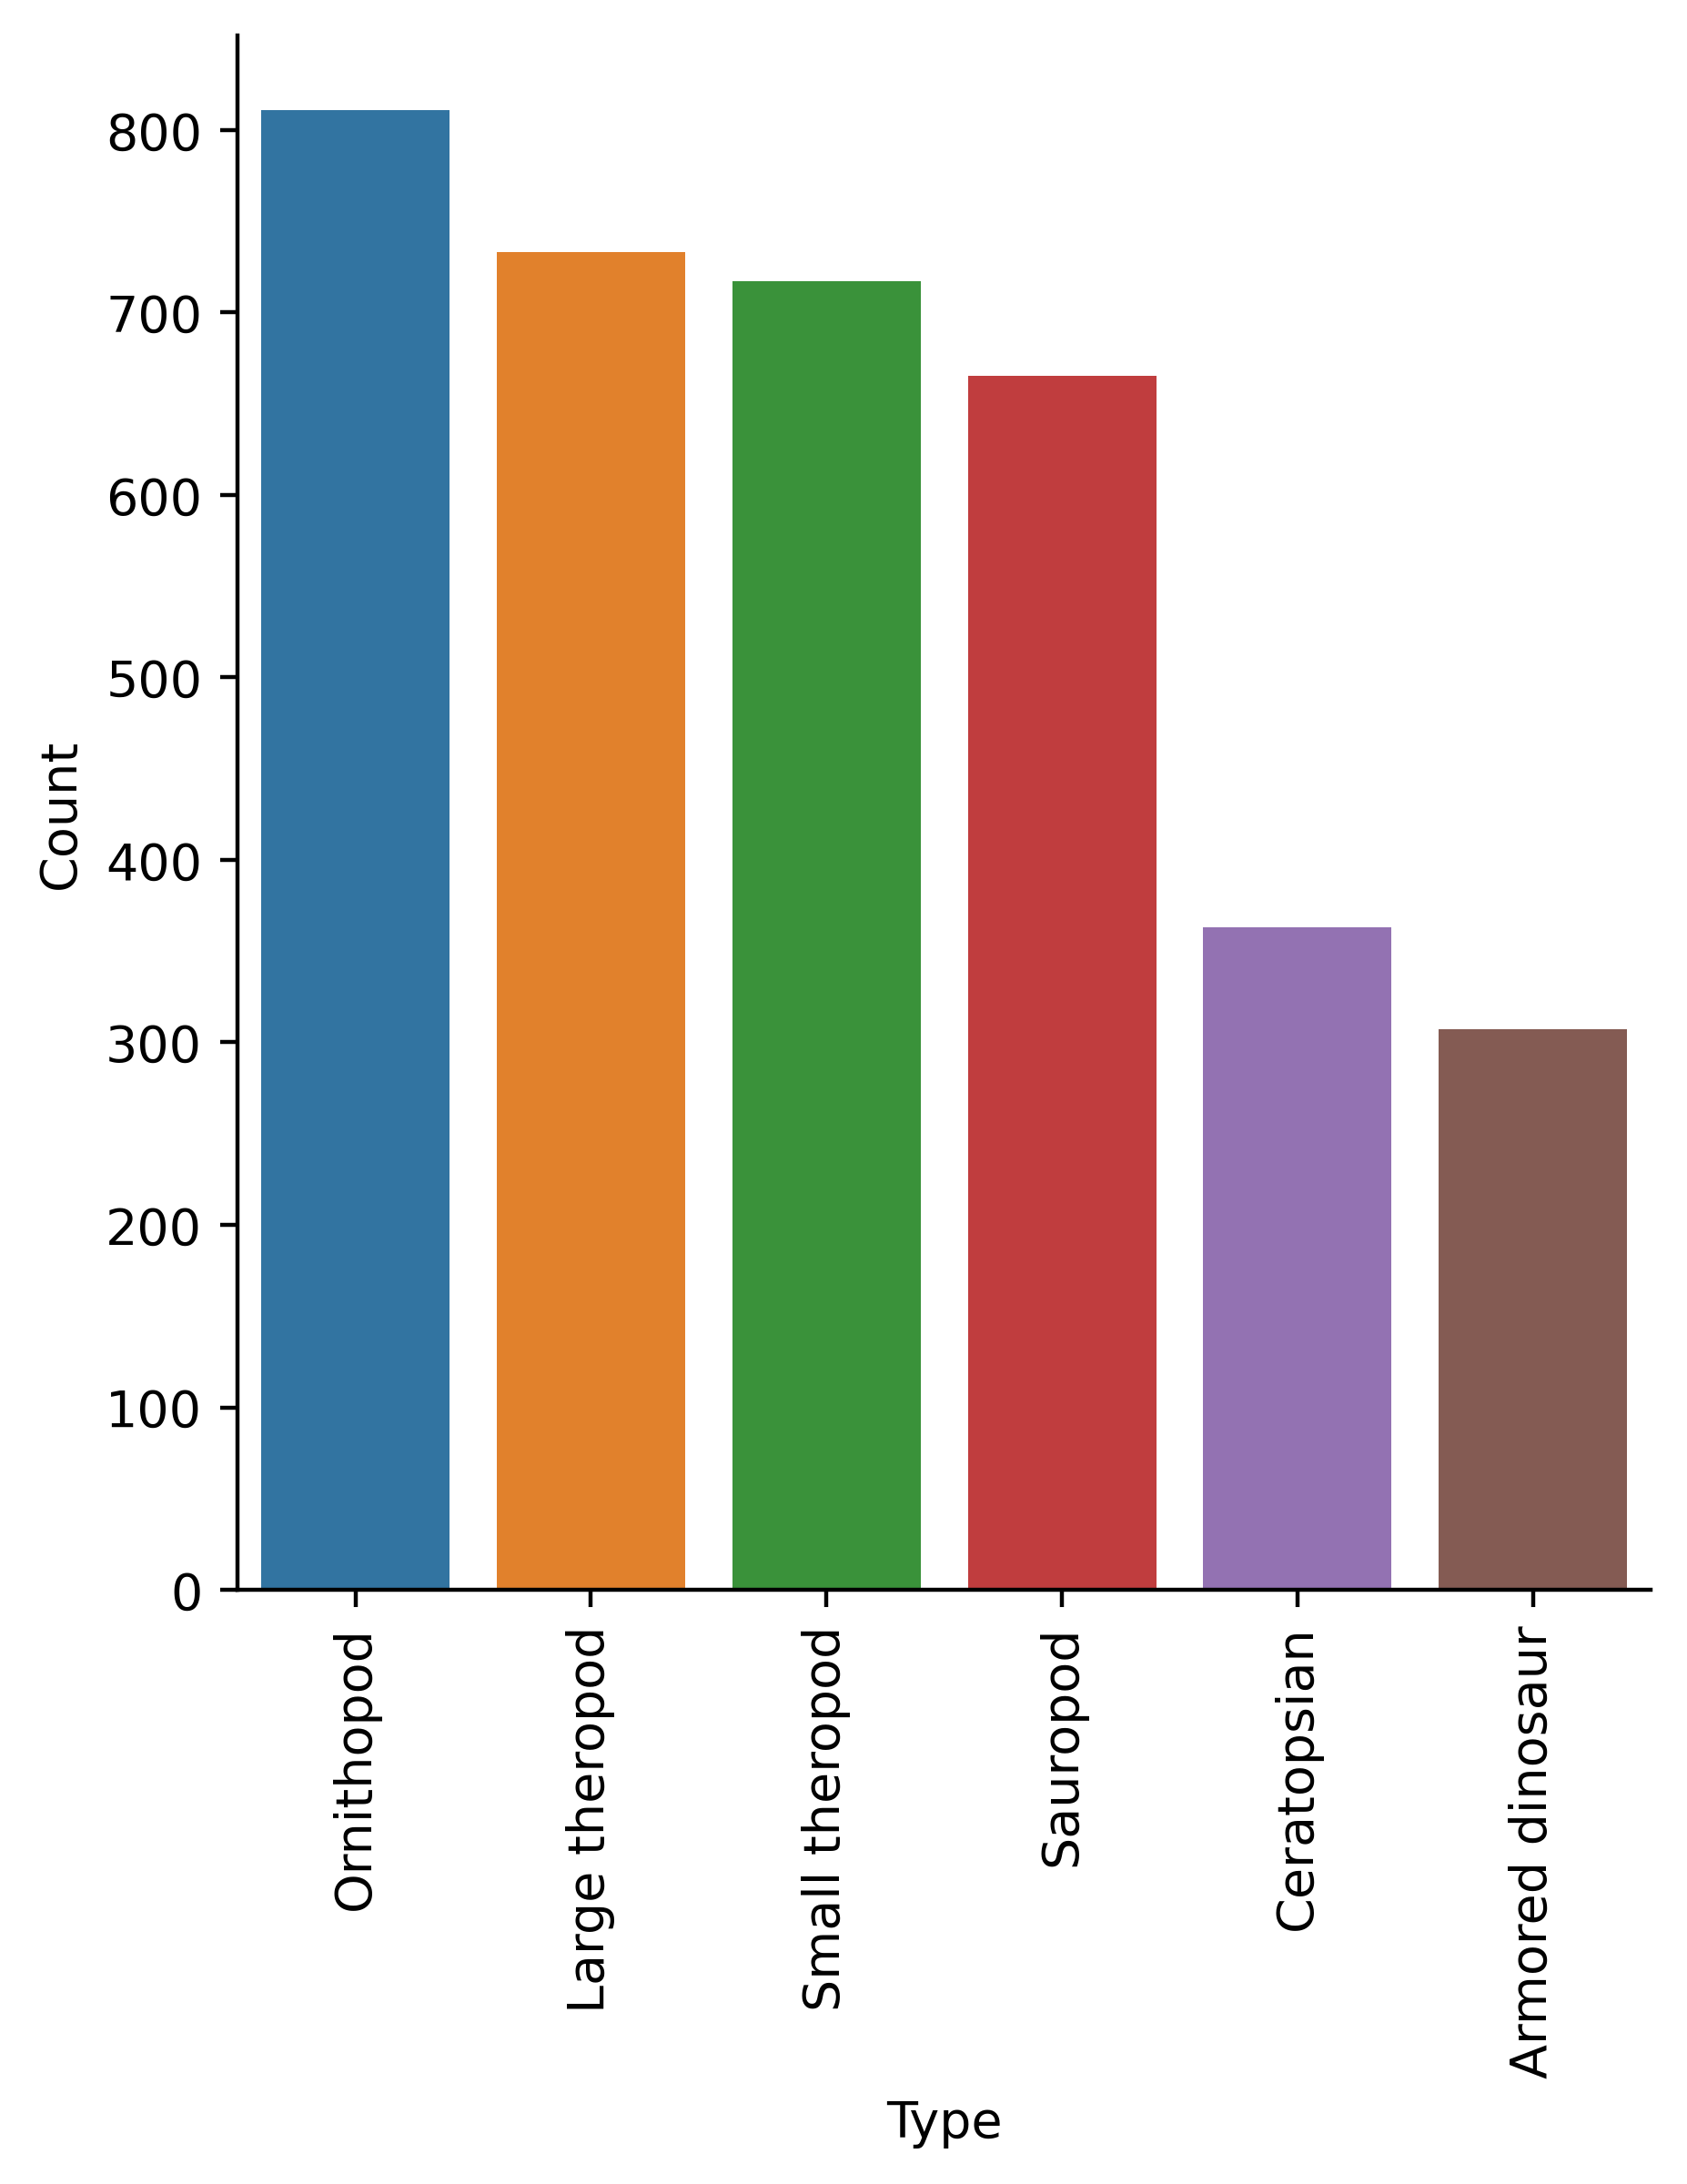 800
700
600
500
400
300
200
100
0
Count
Ornithopod
Large theropod
Small theropod
Sauropod
Ceratopsian
Armored dinosaur
Type